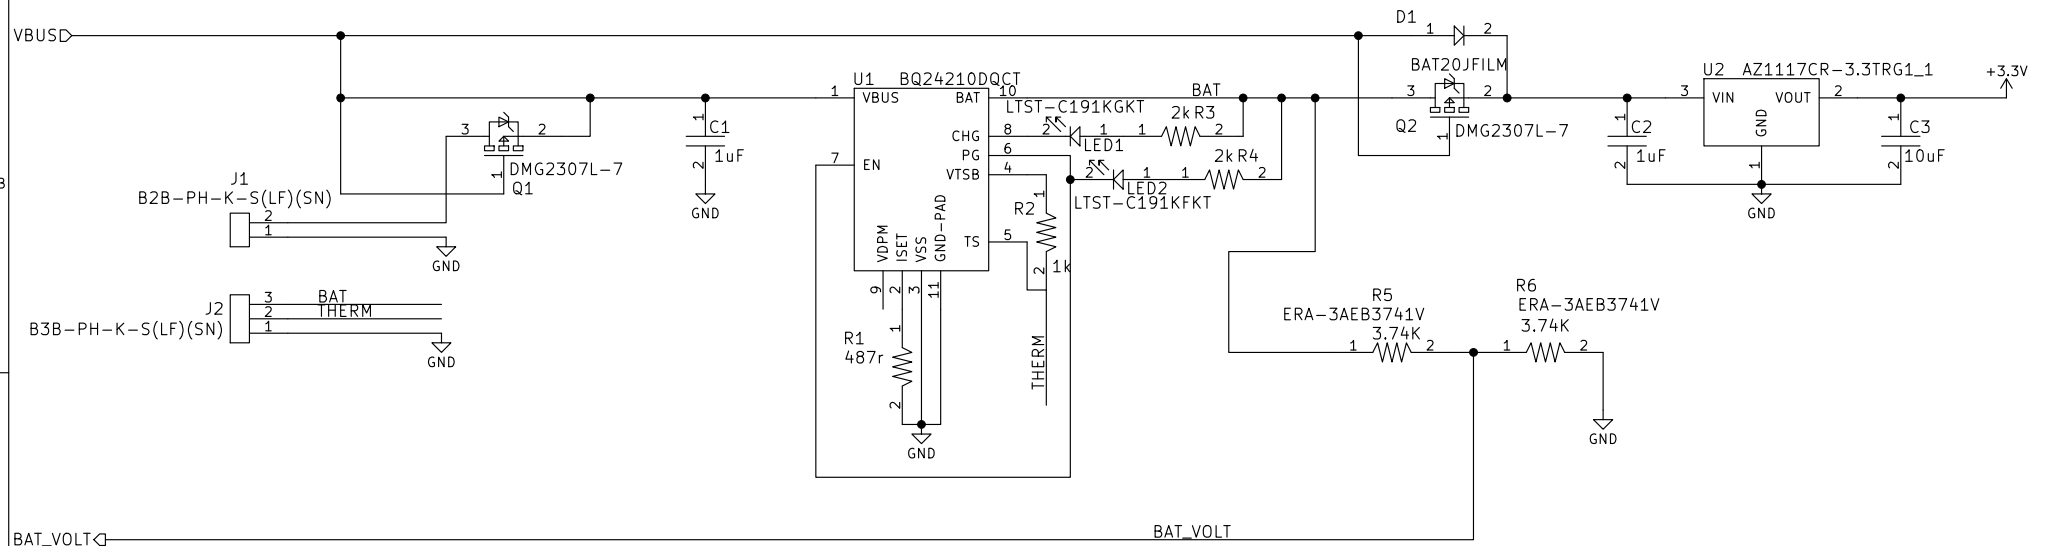 VBUS
1
VBUS
U1
BQ24210DQCT
BAT
10
BAT
D1
1
2
BAT20JFILM
3
2
1
Q2
DMG2307L-7
U2
AZ1117CR-3.3TRG1_1
3
VIN
VOUT
2
GND
1
+3.3V
LTST-C191KGKT
CHG
8
2
1
LED1
1
2k R3
2
PG
6
7
EN
VTSB
4
2
1
LED2
LTST-C191KFKT
1
2k R4
2
3
2
1
DMG2307L-7
Q1
1
C1
1uF
2
GND
1
C2
1uF
2
1
C3
10uF
2
GND
B
J1
B2B-PH-K-S(LF)(SN)
2
1
GND
R2
1
2
1k
TS
5
VDPM
ISET
VSS
GND-PAD
9
2
3
11
J2
B3B-PH-K-S(LF)(SN)
3
BAT
2
THERM
1
GND
R1
487r
1
2
GND
THERM
R5
ERA-3AEB3741V
3.74K
1
2
R6
ERA-3AEB3741V
3.74K
1
2
GND
BAT_VOLT
BAT_VOLT